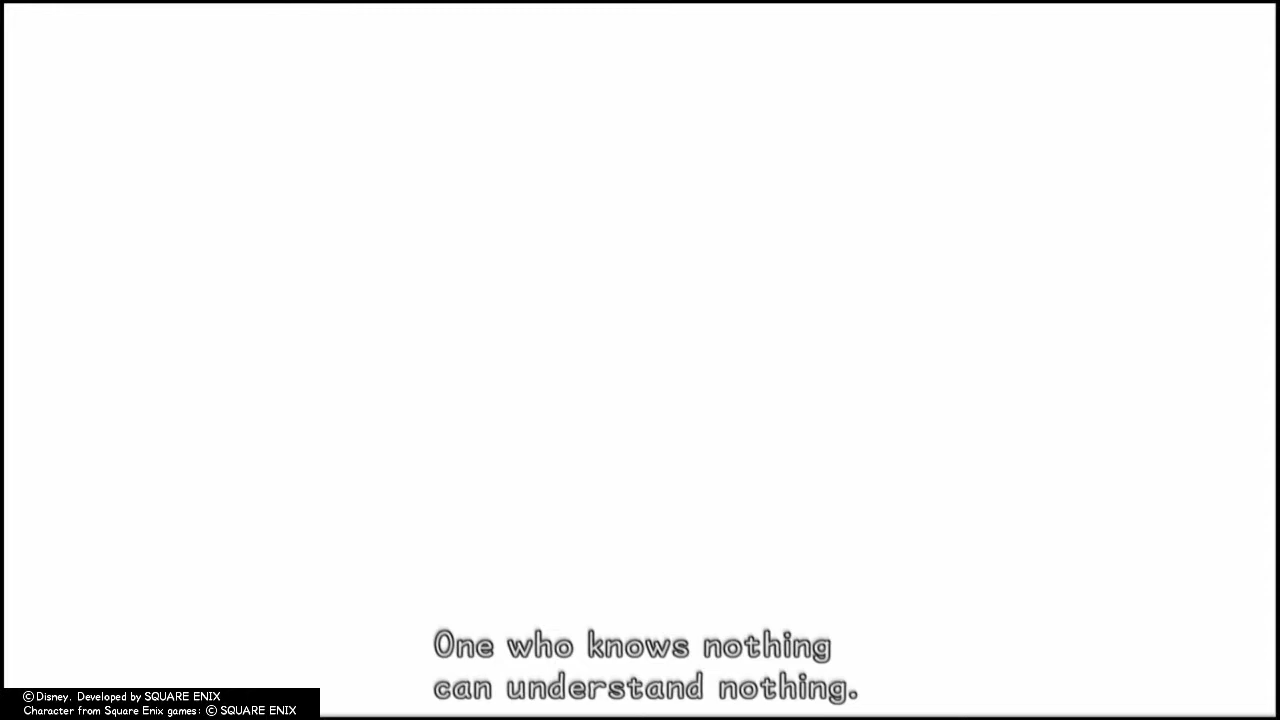 One who knows nothing
can understand nothing.
©Disney. Developed by SQUARE ENIX
Character from Square Enix games: © SQUARE ENIX